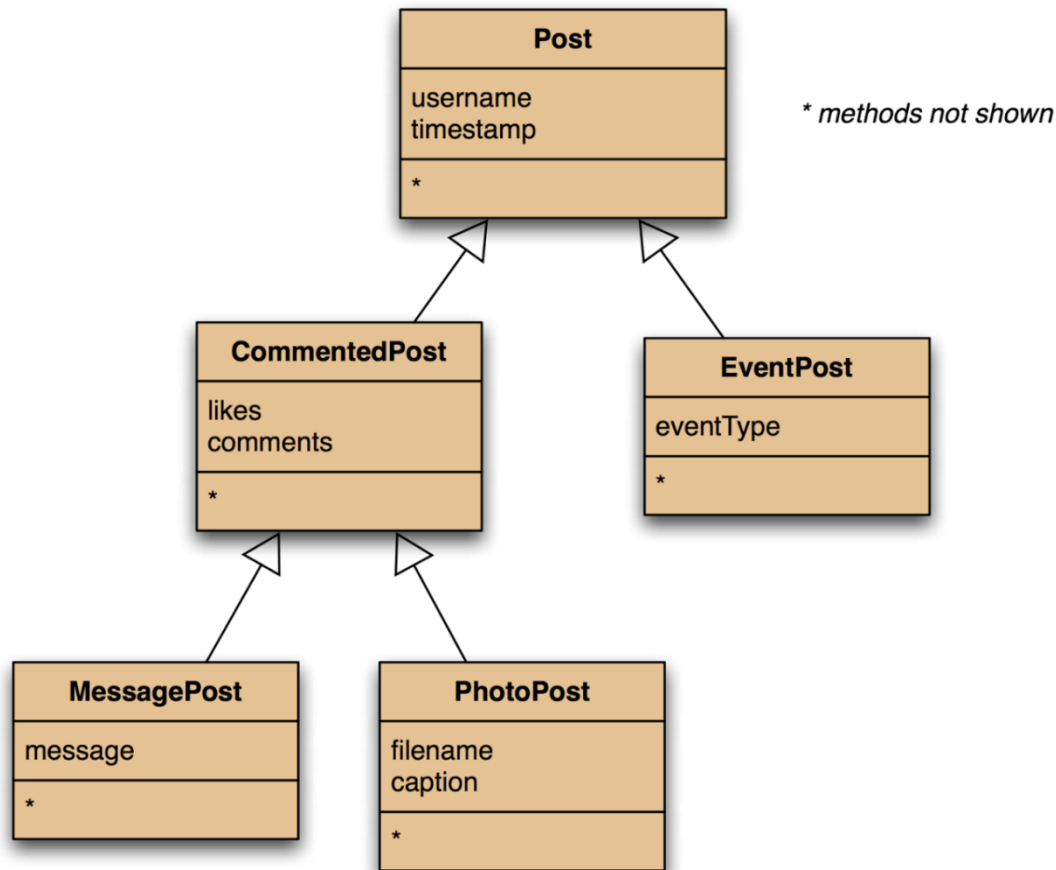 Post
username
timestamp
*
* methods not shown
CommentedPost
likes
comments
*
EventPost
eventType
*
MessagePost
message
*
PhotoPost
filename
caption
*